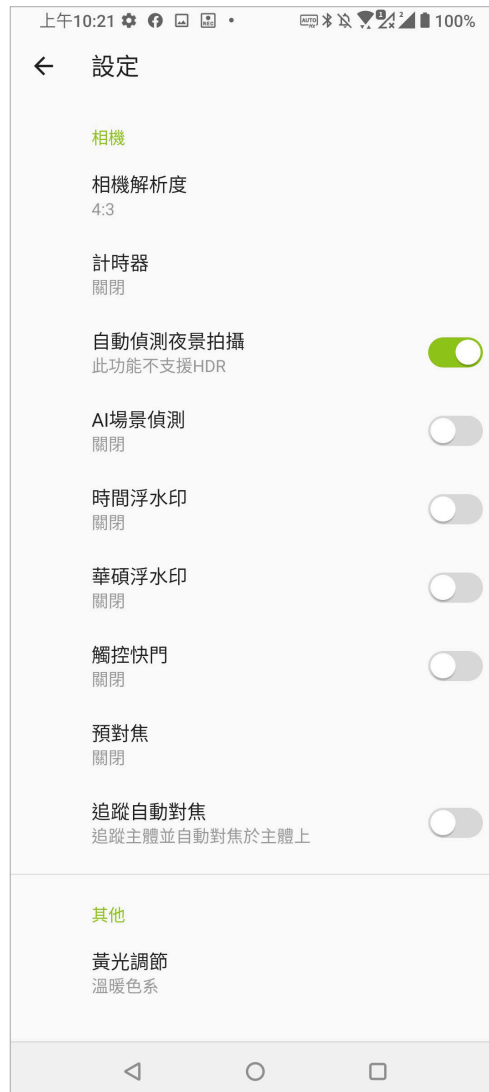 上午10:21 100%
設定
相機
相機解析度
4:3
計時器
關閉
自動偵測夜景拍攝
此功能不支援HDR
AI場景偵測
關閉
時間浮水印
關閉
華碩浮水印
關閉
觸控快門
關閉
預對焦
關閉
追蹤自動對焦
追蹤主體並自動對焦於主體上
其他
黃光調節
溫暖色系